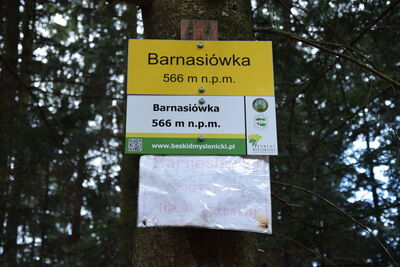 Barnasiówka
566 m n.p.m.
Barnasiówka
566 m n.p.m.
www.beskidmyslenicki.pl